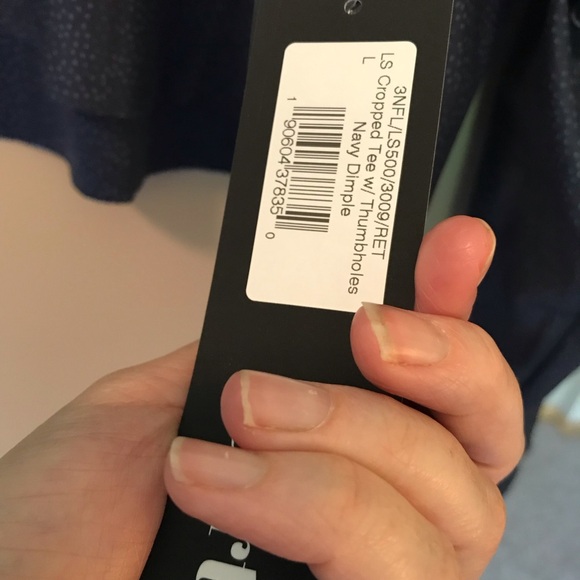 3NFL/LS500/3009/RET
LS Cropped Tee w/ Thumbholes
L
Navy Dimple
1 90604 37835 0